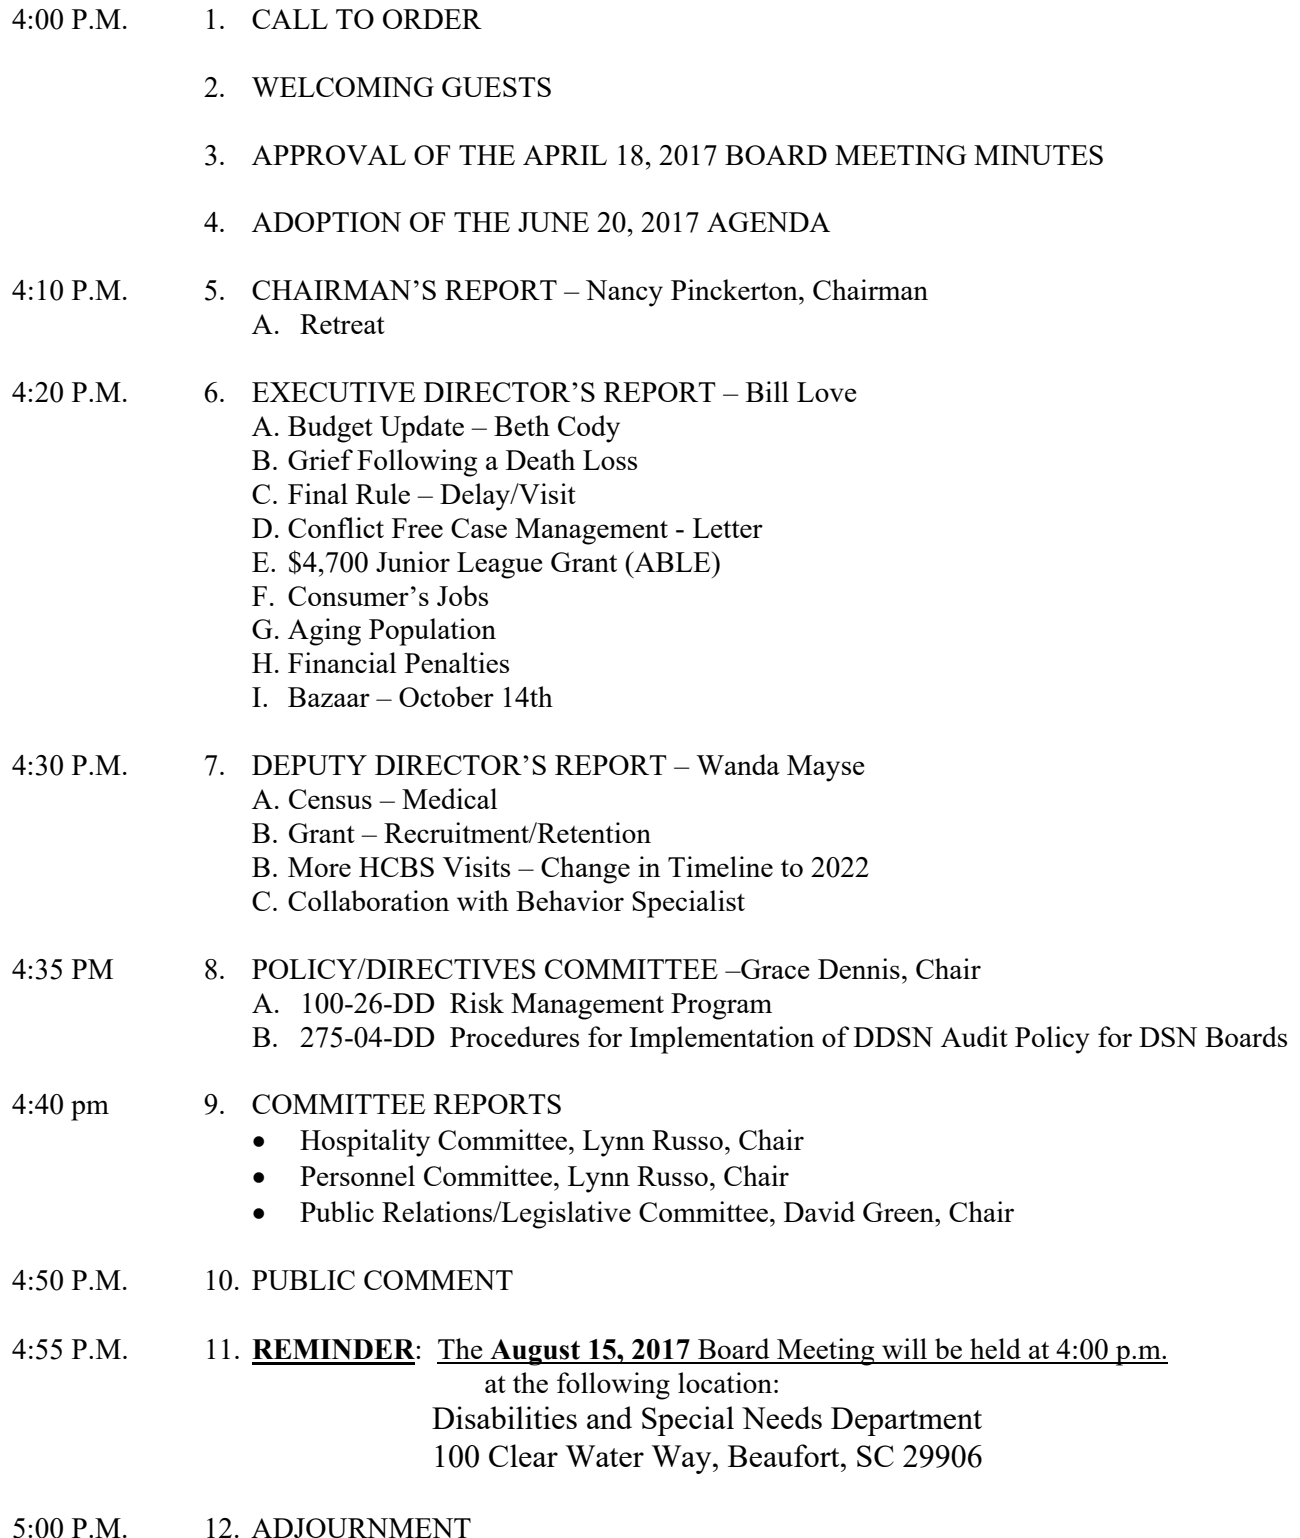 4:00 P.M. 1. CALL TO ORDER
2. WELCOMING GUESTS
3. APPROVAL OF THE APRIL 18, 2017 BOARD MEETING MINUTES
4. ADOPTION OF THE JUNE 20, 2017 AGENDA
4:10 P.M. 5. CHAIRMAN’S REPORT – Nancy Pinckerton, Chairman
A. Retreat
4:20 P.M. 6. EXECUTIVE DIRECTOR’S REPORT – Bill Love
A. Budget Update – Beth Cody
B. Grief Following a Death Loss
C. Final Rule – Delay/Visit
D. Conflict Free Case Management - Letter
E. $4,700 Junior League Grant (ABLE)
F. Consumer’s Jobs
G. Aging Population
H. Financial Penalties
I. Bazaar – October 14th
4:30 P.M. 7. DEPUTY DIRECTOR’S REPORT – Wanda Mayse
A. Census – Medical
B. Grant – Recruitment/Retention
B. More HCBS Visits – Change in Timeline to 2022
C. Collaboration with Behavior Specialist
4:35 PM 8. POLICY/DIRECTIVES COMMITTEE –Grace Dennis, Chair
A. 100-26-DD Risk Management Program
B. 275-04-DD Procedures for Implementation of DDSN Audit Policy for DSN Boards
4:40 pm 9. COMMITTEE REPORTS
• Hospitality Committee, Lynn Russo, Chair
• Personnel Committee, Lynn Russo, Chair
• Public Relations/Legislative Committee, David Green, Chair
4:50 P.M. 10. PUBLIC COMMENT
4:55 P.M. 11. REMINDER: The August 15, 2017 Board Meeting will be held at 4:00 p.m.
at the following location:
Disabilities and Special Needs Department
100 Clear Water Way, Beaufort, SC 29906
5:00 P.M. 12. ADJOURNMENT